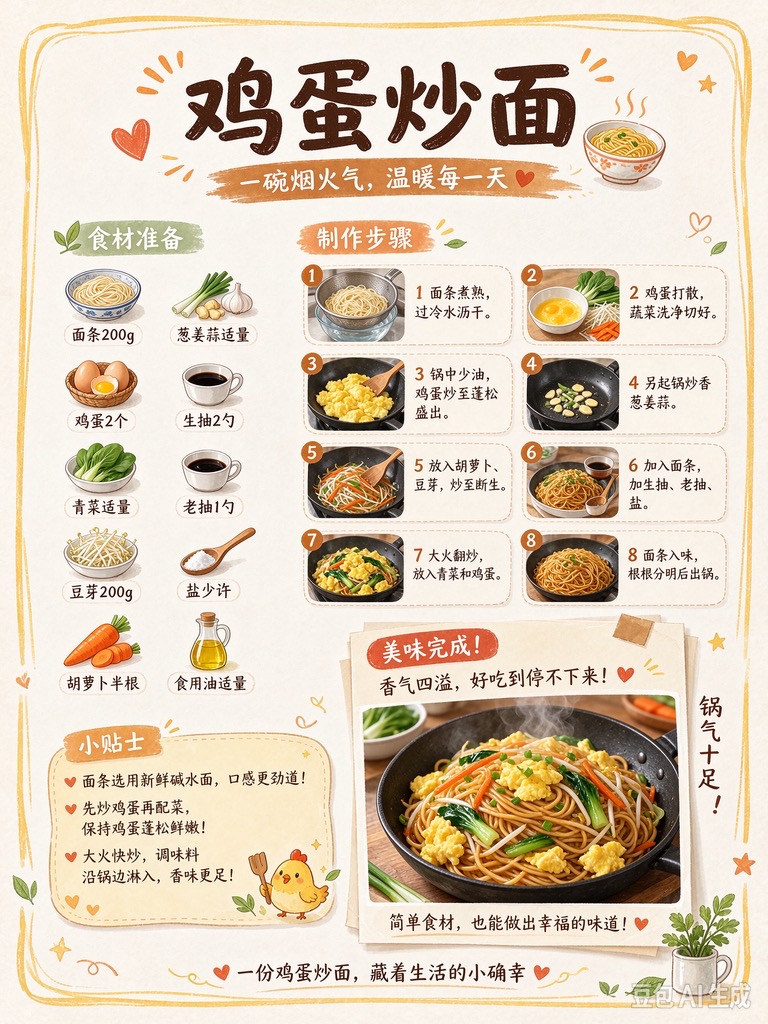 鸡蛋炒面
一碗烟火气，温暖每一天
食材准备
面条200g
葱姜蒜适量
鸡蛋2个
生抽2勺
青菜适量
老抽1勺
豆芽200g
盐少许
胡萝卜半根
食用油适量
制作步骤
1
1 面条煮熟，
过冷水沥干。
2
2 鸡蛋打散，
蔬菜洗净切好。
3
3 锅中少油，
鸡蛋炒至蓬松
盛出。
4
4 另起锅炒香
葱姜蒜。
5
5 放入胡萝卜、
豆芽，炒至断生。
6
6 加入面条，
加生抽、老抽、
盐。
7
7 大火翻炒，
放入青菜和鸡蛋。
8
8 面条入味，
根根分明后出锅。
美味完成！
香气四溢，好吃到停不下来！
锅气十足！
简单食材，也能做出幸福的味道！
小贴士
面条选用新鲜碱水面，口感更劲道！
先炒鸡蛋再配菜，
保持鸡蛋蓬松鲜嫩！
大火快炒，调味料
沿锅边淋入，香味更足！
一份鸡蛋炒面，藏着生活的小确幸
豆包AI生成